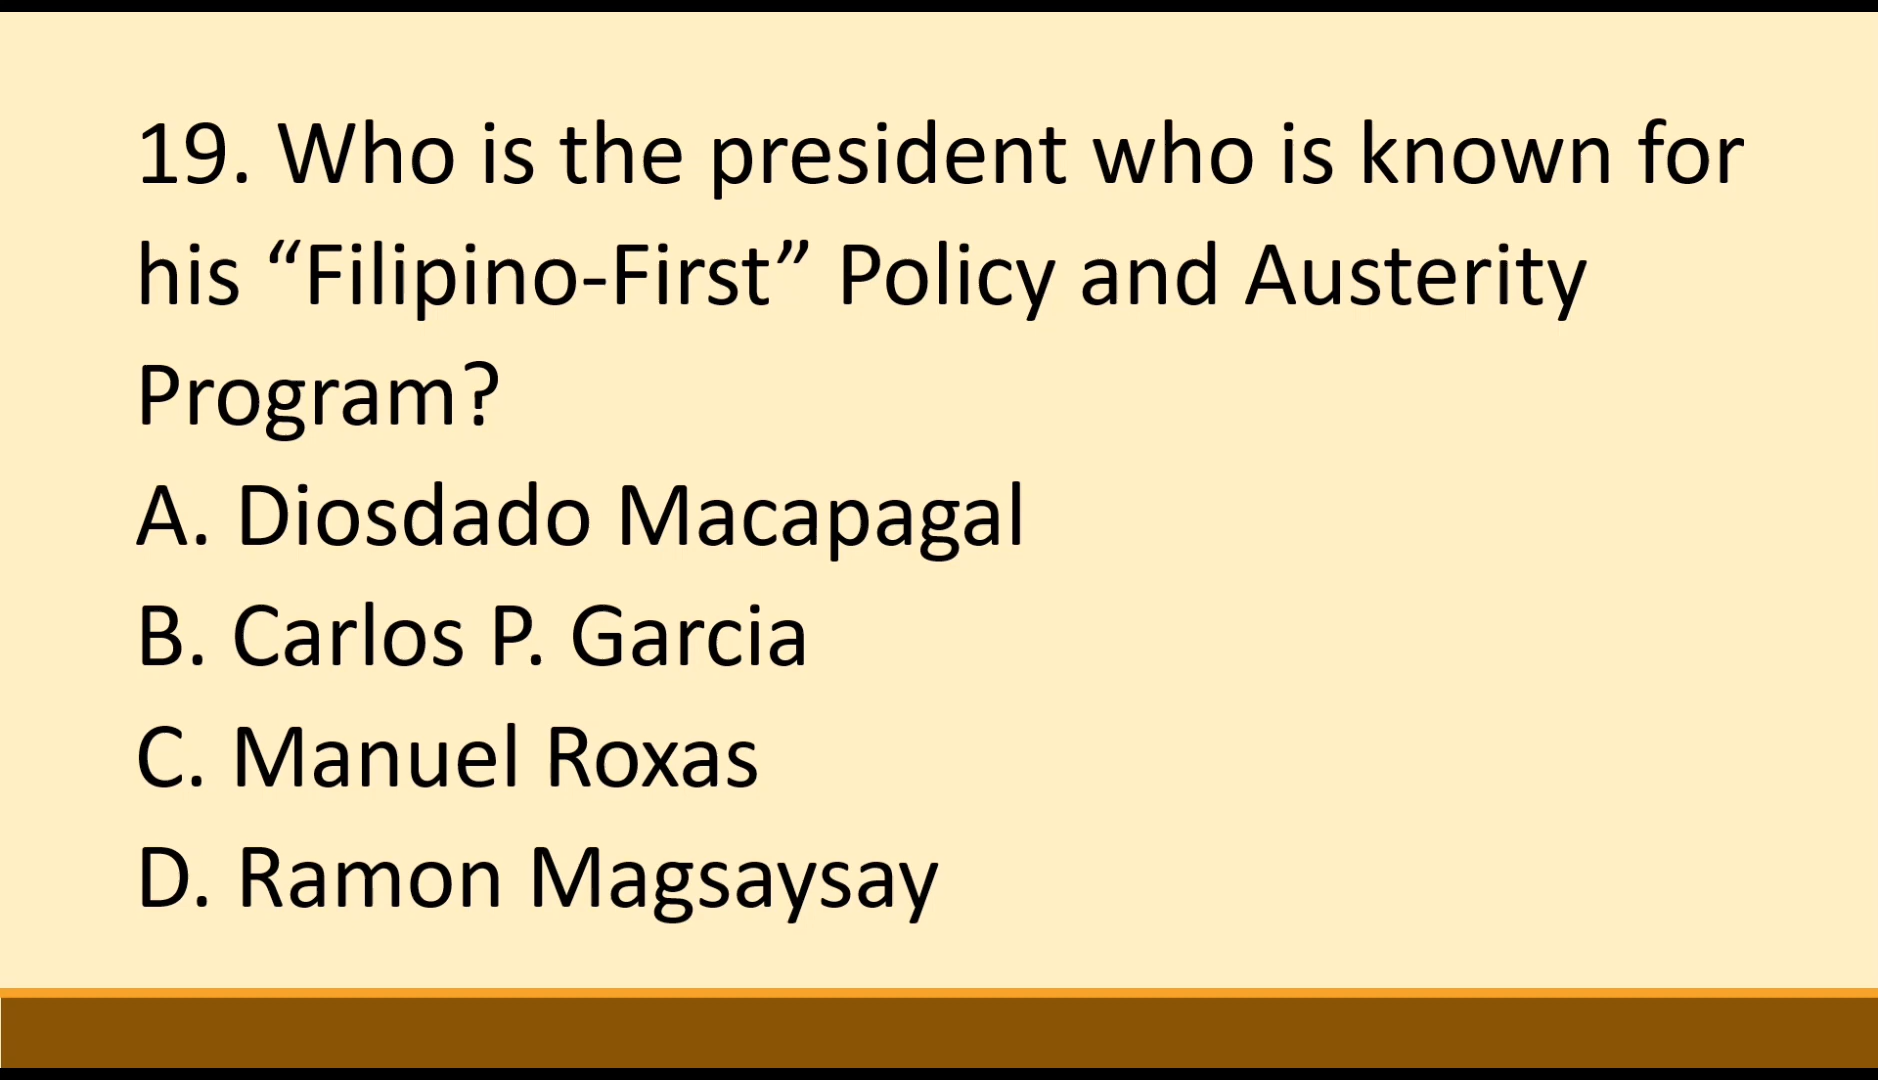 19. Who is the president who is known for
his “Filipino-First” Policy and Austerity
Program?
A. Diosdado Macapagal
B. Carlos P. Garcia
C. Manuel Roxas
D. Ramon Magsaysay